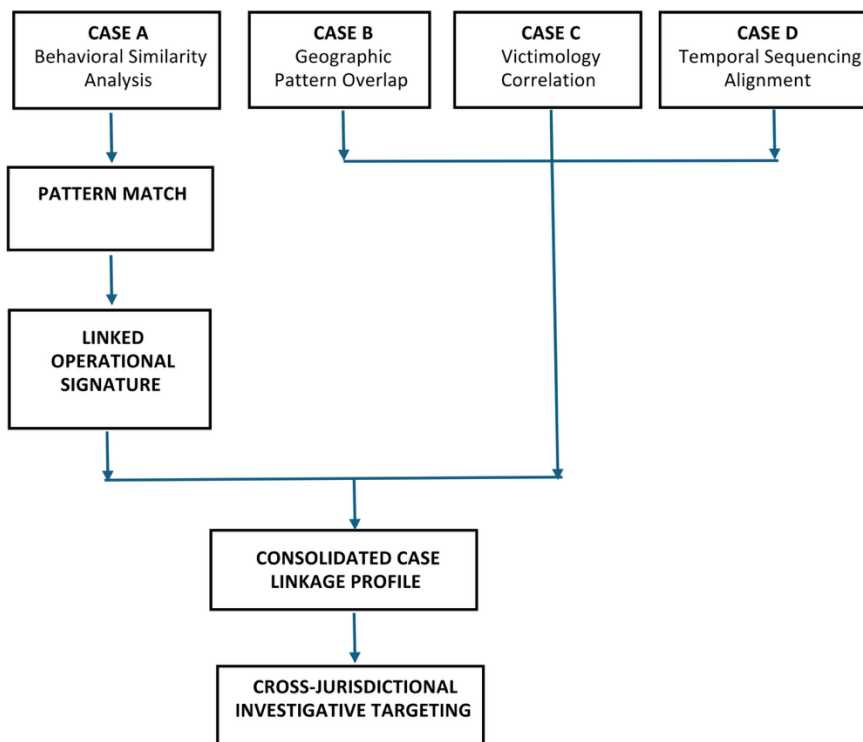 CASE A
Behavioral Similarity
Analysis
CASE B
Geographic
Pattern Overlap
CASE C
Victimology
Correlation
CASE D
Temporal Sequencing
Alignment
PATTERN MATCH
LINKED
OPERATIONAL
SIGNATURE
CONSOLIDATED CASE
LINKAGE PROFILE
CROSS-JURISDICTIONAL
INVESTIGATIVE TARGETING